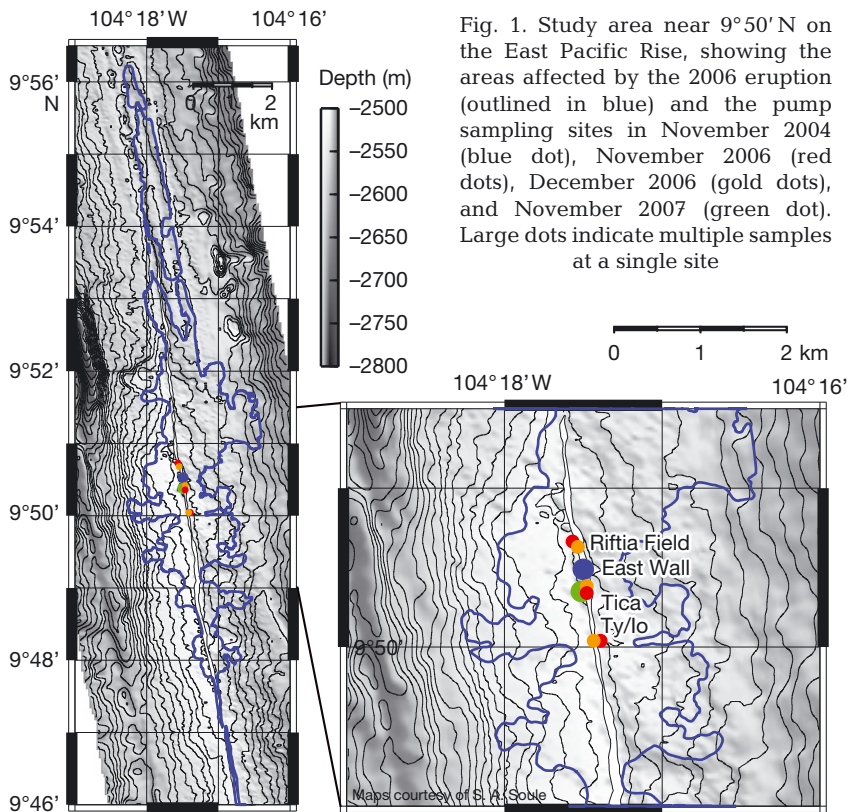 104° 18’ W
104° 16’
9° 56’
N
9° 54’
9° 52’
9° 50’
9° 48’
9° 46’
0 2
km
Depth (m)
–2500
–2550
–2600
–2650
–2700
–2750
–2800
Fig. 1. Study area near 9° 50’ N on
the East Pacific Rise, showing the
areas affected by the 2006 eruption
(outlined in blue) and the pump
sampling sites in November 2004
(blue dot), November 2006 (red
dots), December 2006 (gold dots),
and November 2007 (green dot).
Large dots indicate multiple samples
at a single site
0 1 2 km
104° 18’ W
104° 16’
Riftia Field
East Wall
Tica
Ty/Io
9° 50’
Maps courtesy of S. A. Soule